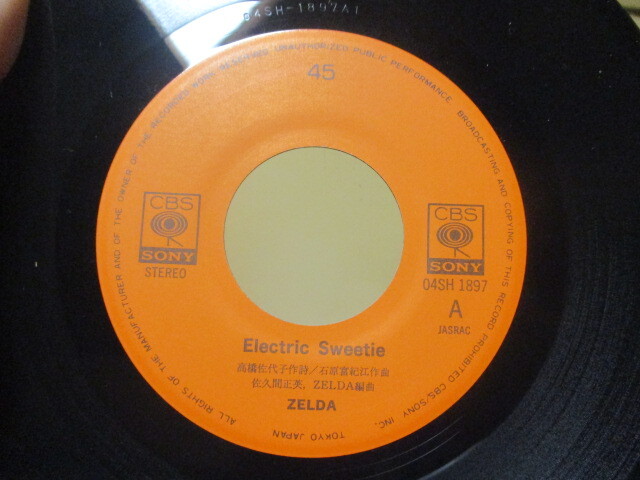 04SH-1897A1
45
ALL RIGHTS OF THE MANUFACTURER AND OF THE OWNER OF THE RECORDED WORK RESERVED UNAUTHORIZED PUBLIC PERFORMANCE BROADCASTING AND COPYING OF THIS RECORD PROHIBITED CBS/SONY INC.
TOKYO JAPAN
CBS
SONY
STEREO
CBS
SONY
04SH 1897
A
JASRAC
Electric Sweetie
高橋佐代子作詩/石原富紀江作曲
佐久間正英, ZELDA編曲
ZELDA